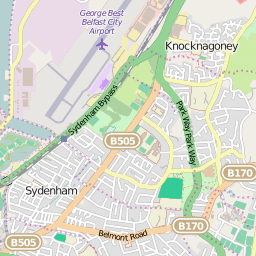 George Best
Belfast City
Airport
Knocknagoney
Sydenham Bypass
Park Way Park Way
B505
B170
Sydenham
B170
Belmont Road
B505